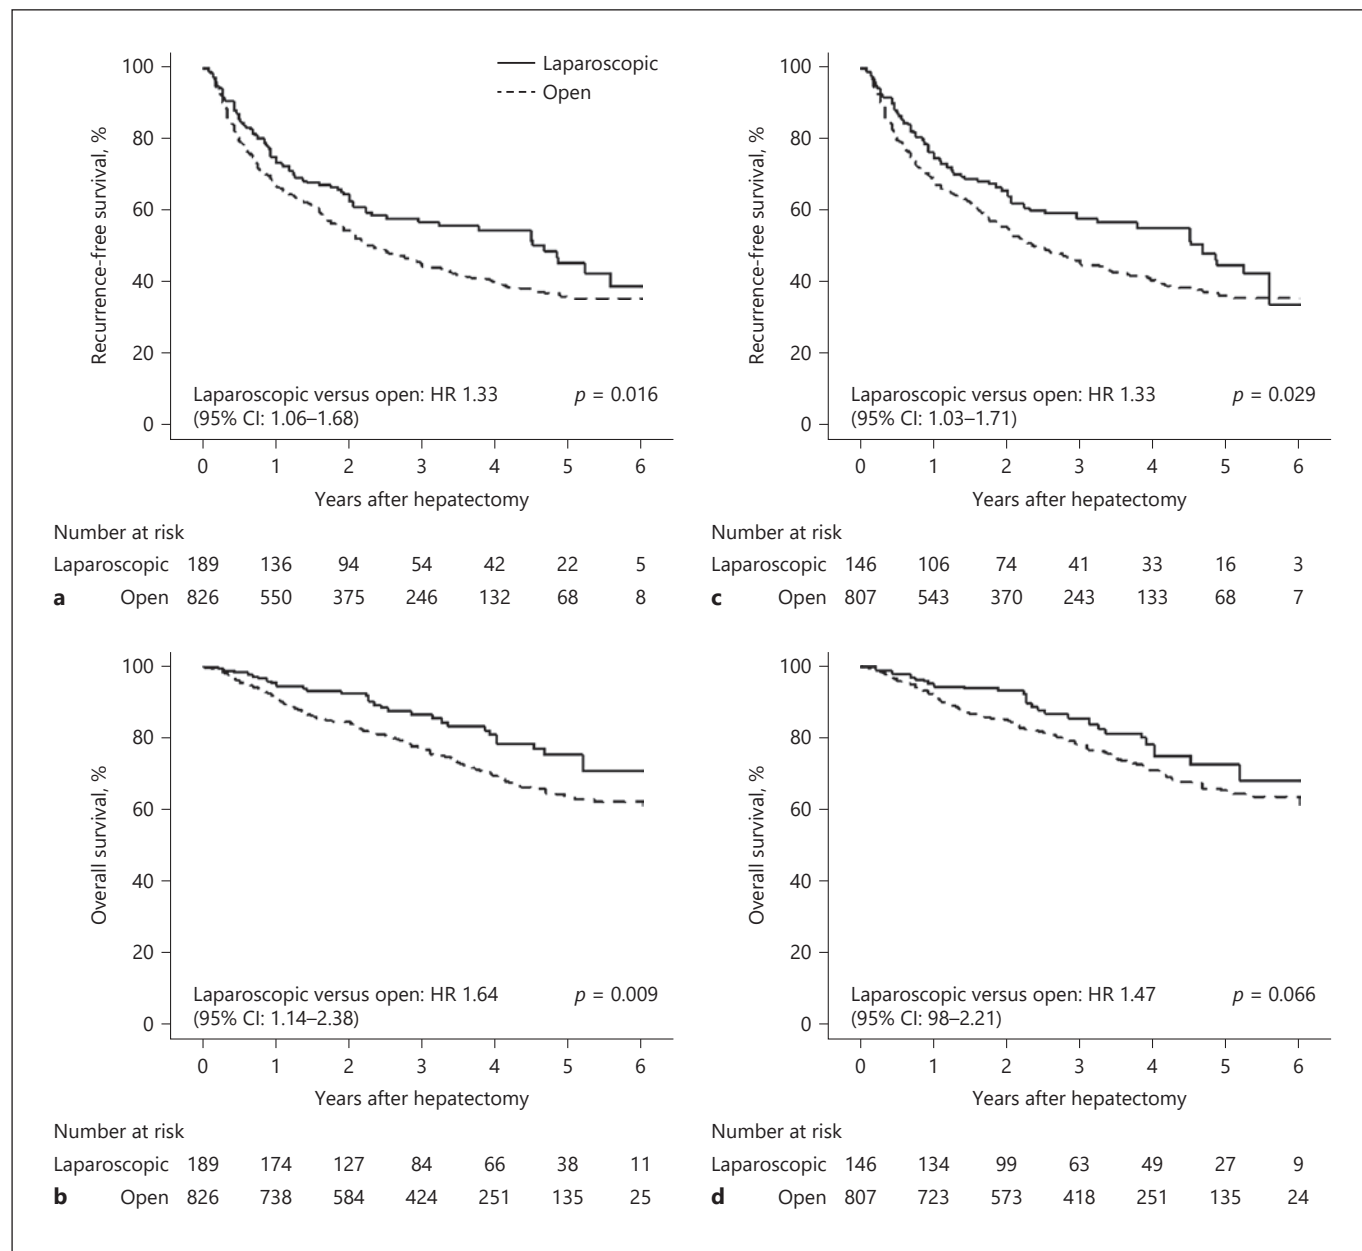 100
80
60
40
20
0
Recurrence-free survival, %
Laparoscopic
Open
Laparoscopic versus open: HR 1.33 p = 0.016
(95% CI: 1.06–1.68)
0 1 2 3 4 5 6
Years after hepatectomy
Number at risk
Laparoscopic 189 136 94 54 42 22 5
a Open 826 550 375 246 132 68 8
100
80
60
40
20
0
Recurrence-free survival, %
Laparoscopic versus open: HR 1.33 p = 0.029
(95% CI: 1.03–1.71)
0 1 2 3 4 5 6
Years after hepatectomy
Number at risk
Laparoscopic 146 106 74 41 33 16 3
c Open 807 543 370 243 133 68 7
100
80
60
40
20
0
Overall survival, %
Laparoscopic versus open: HR 1.64 p = 0.009
(95% CI: 1.14–2.38)
0 1 2 3 4 5 6
Years after hepatectomy
Number at risk
Laparoscopic 189 174 127 84 66 38 11
b Open 826 738 584 424 251 135 25
100
80
60
40
20
0
Overall survival, %
Laparoscopic versus open: HR 1.47 p = 0.066
(95% CI: 98–2.21)
0 1 2 3 4 5 6
Years after hepatectomy
Number at risk
Laparoscopic 146 134 99 63 49 27 9
d Open 807 723 573 418 251 135 24